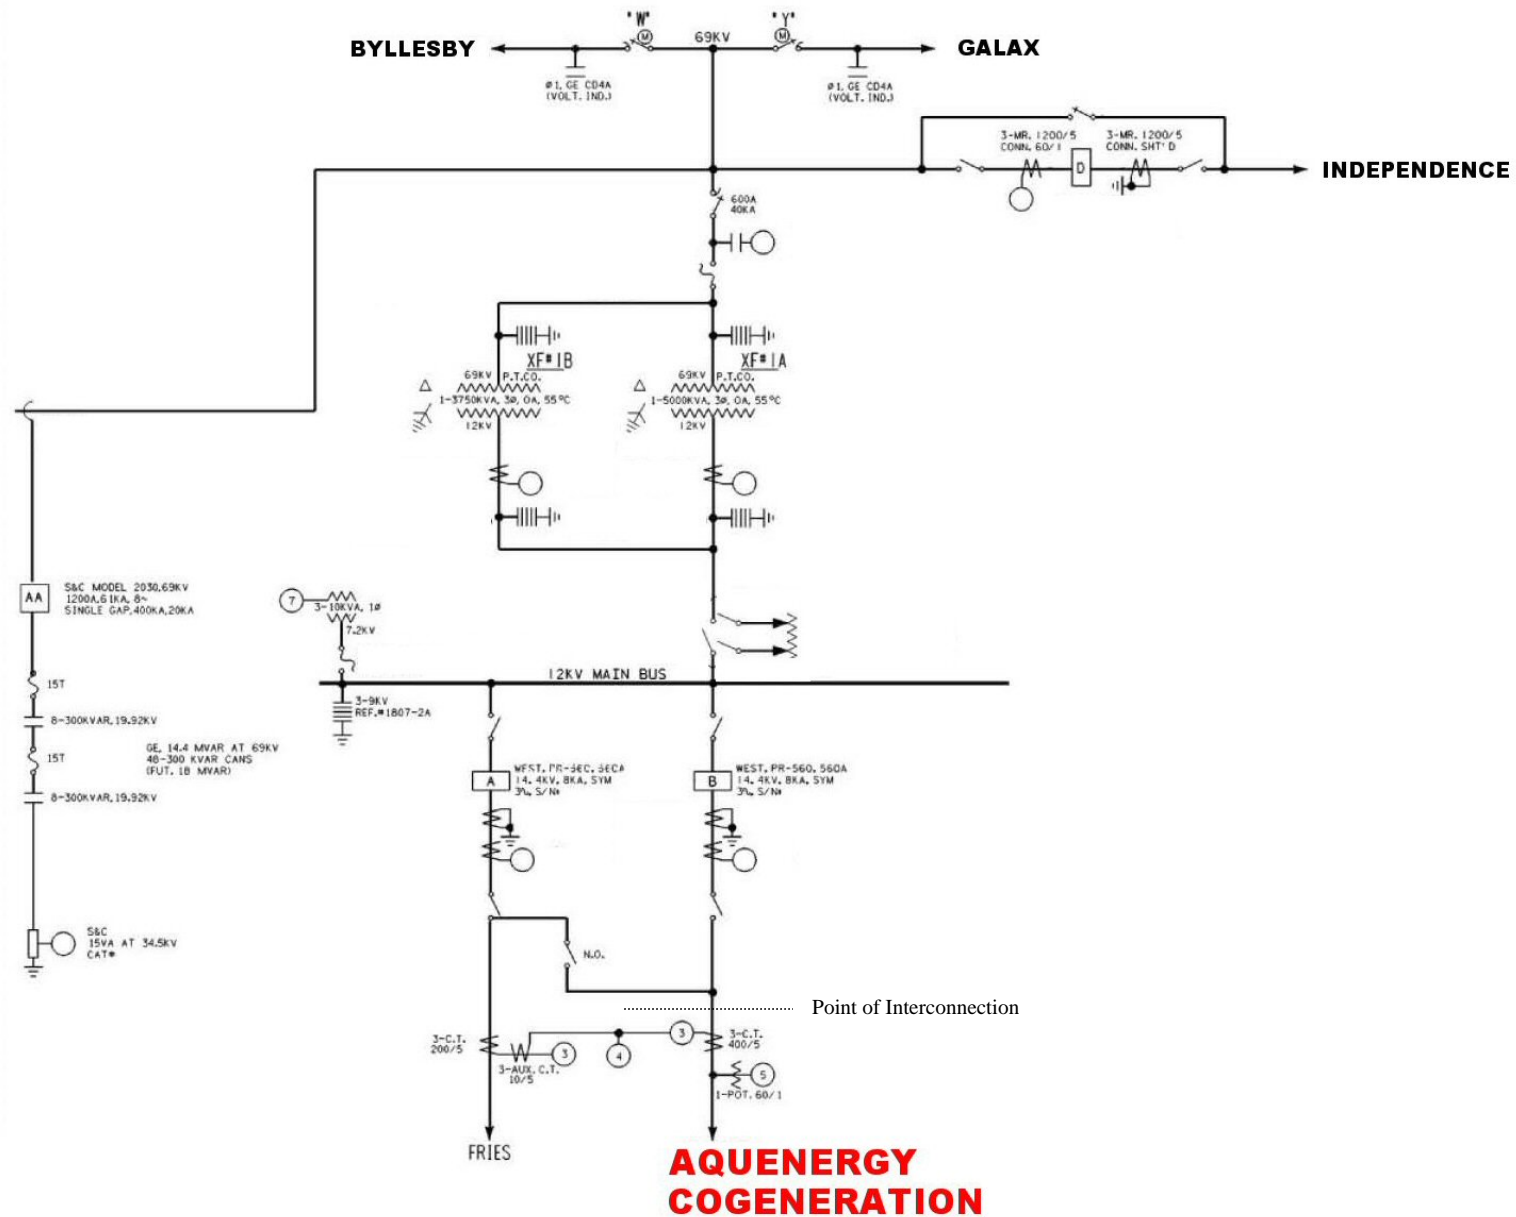 "W"
"Y"
M
69KV
M
BYLLESBY
GALAX
Ø1, GE CD4A
(VOLT. IND.)
Ø1, GE CD4A
(VOLT. IND.)
3-MR. 1200/5
CONN. 60/1
3-MR. 1200/5
CONN. SHT'D
D
INDEPENDENCE
600A
40KA
XF#1B
XF#1A
69KV
P.T.CO.
1-3750KVA, 3Ø, OA, 55°C
12KV
69KV
P.T.CO.
1-5000KVA, 3Ø, OA, 55°C
12KV
AA
S&C MODEL 2030,69KV
1200A,61KA, 8~
SINGLE GAP,400KA,20KA
7
3-10KVA, 1Ø
7.2KV
12KV MAIN BUS
15T
3-9KV
REF.#1807-2A
8-300KVAR,19.92KV
15T
GE, 14.4 MVAR AT 69KV
48-300 KVAR CANS
(FUT. 18 MVAR)
8-300KVAR,19.92KV
A
14.4KV, 8KA, SYM
3~, S/N#
B
WEST. PR-560, 560A
14.4KV, 8KA, SYM
3~, S/N#
S&C
15VA AT 34.5KV
CAT#
N.O.
Point of Interconnection
3-C.T.
200/5
3
4
3
3-C.T.
400/5
3-AUX. C.T.
10/5
5
1-POT. 60/1
FRIES
AQUENERGY
COGENERATION